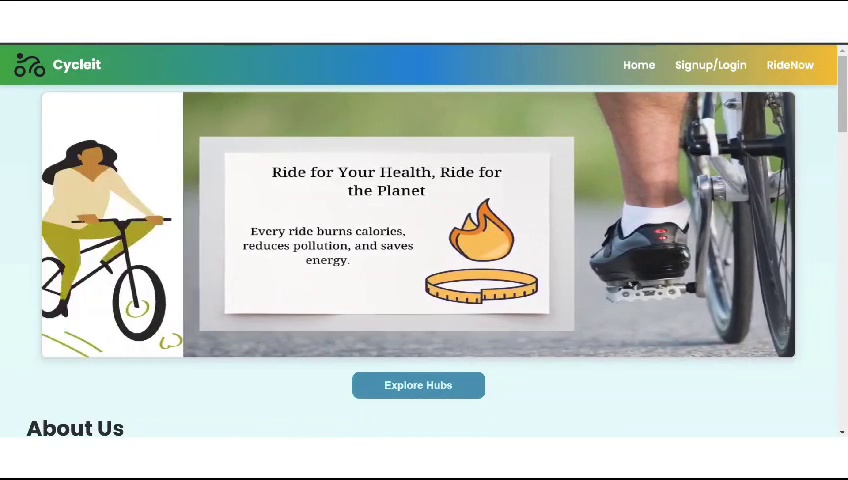 Cycleit
Home Signup/Login RideNow
Ride for Your Health, Ride for
the Planet
Every ride burns calories,
reduces pollution, and saves
energy.
Explore Hubs
About Us